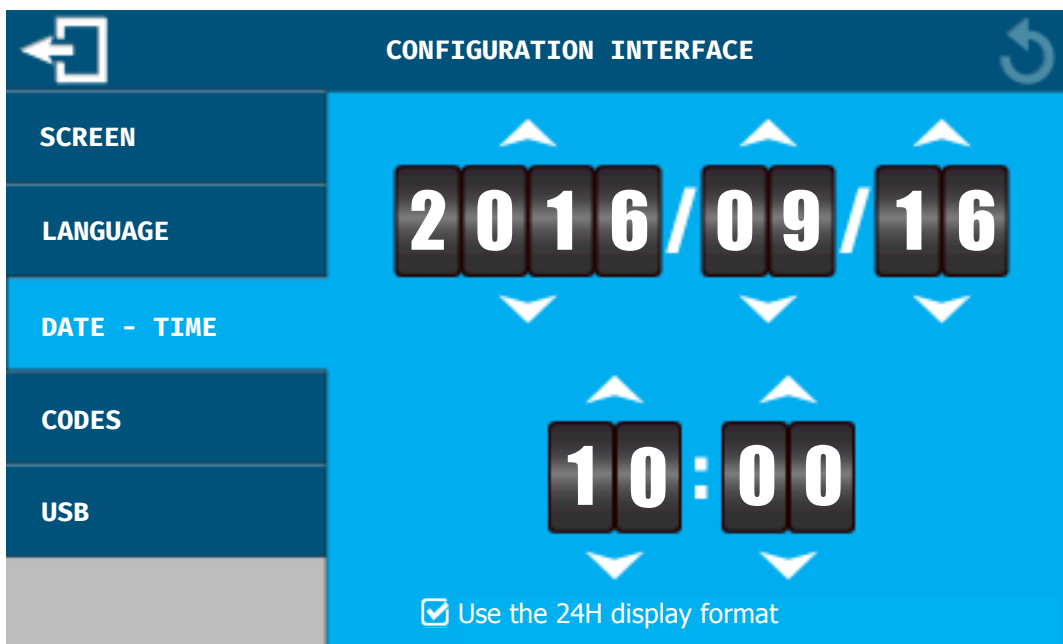 CONFIGURATION INTERFACE
SCREEN
LANGUAGE
DATE - TIME
CODES
USB
2016/09/16
10:00
Use the 24H display format